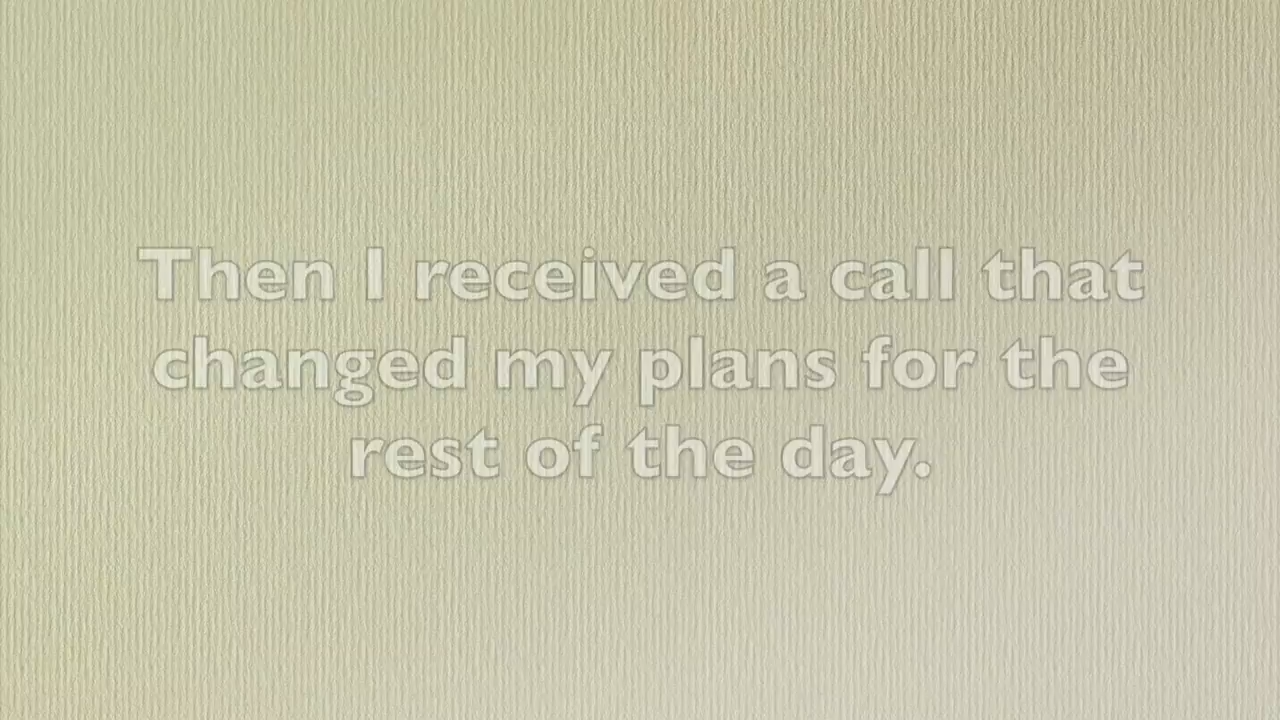 Then I received a call that
changed my plans for the
rest of the day.